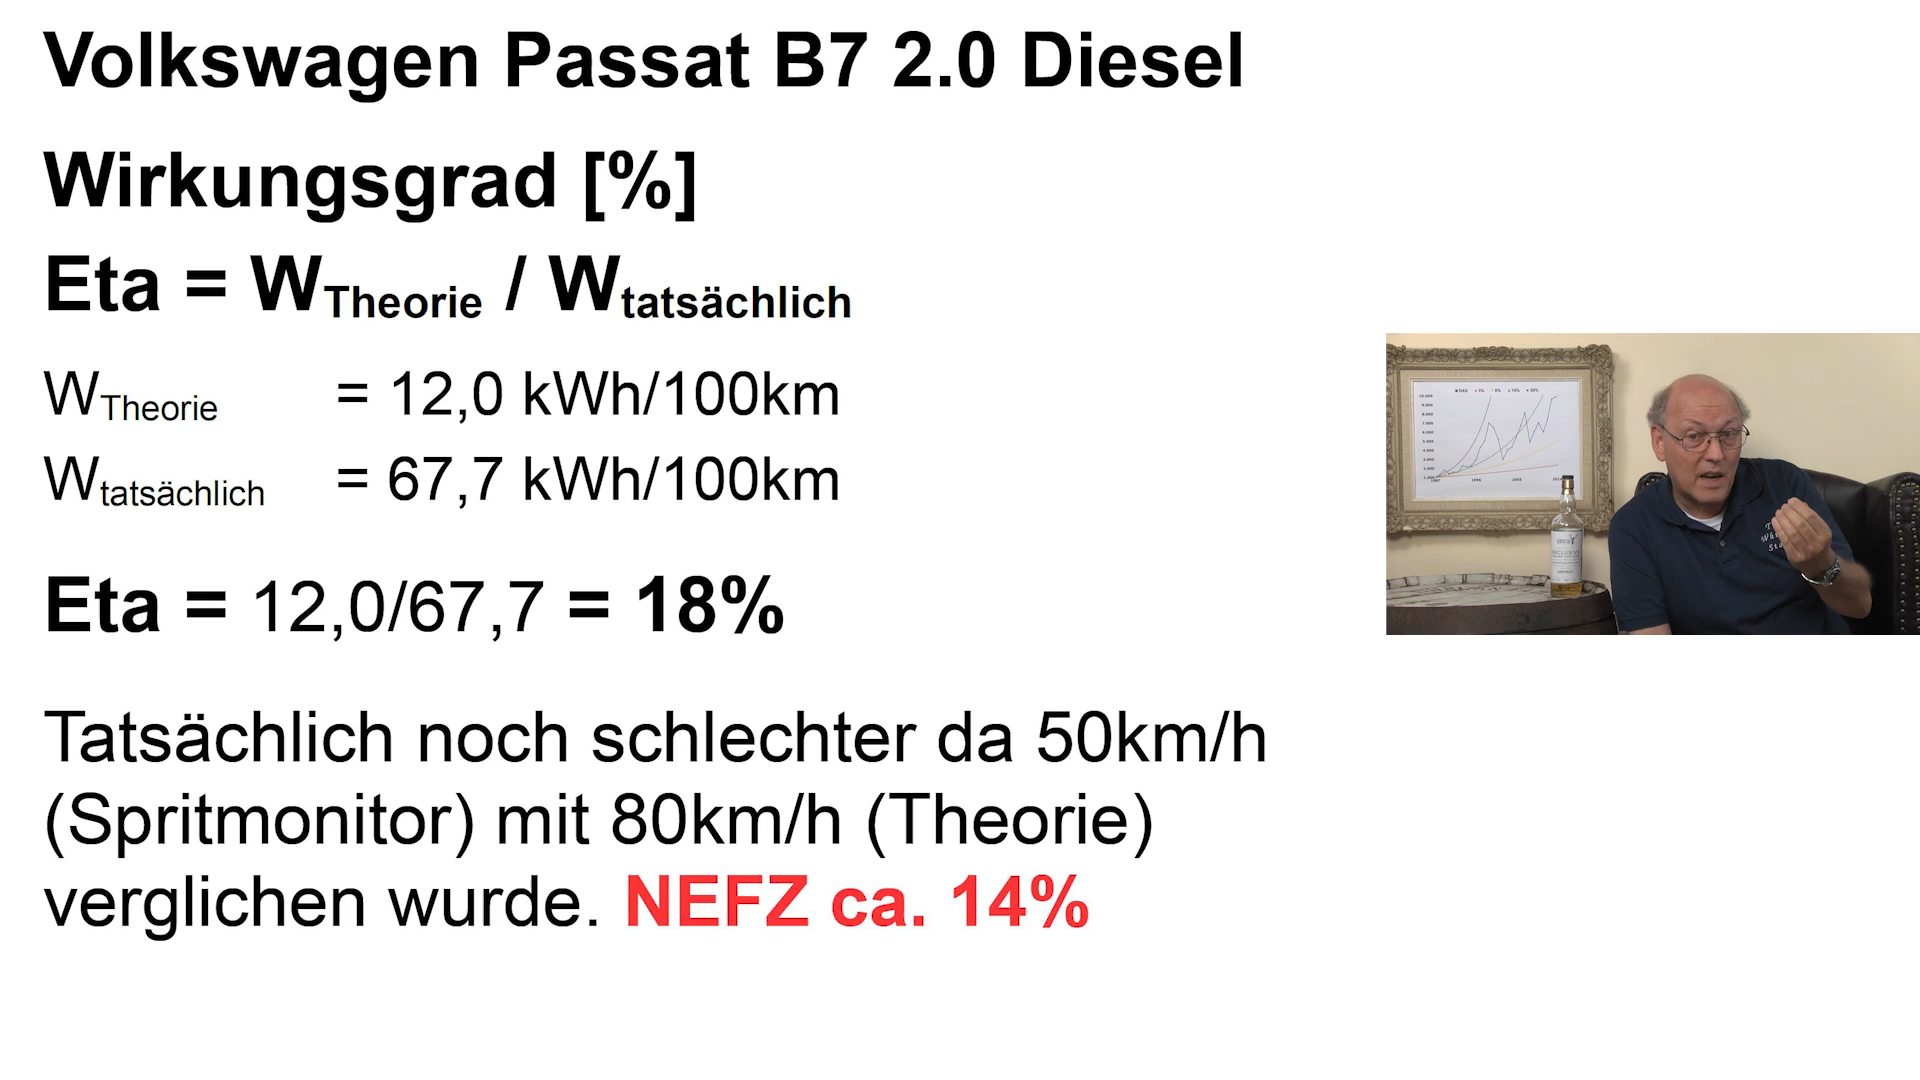 Volkswagen Passat B7 2.0 Diesel
Wirkungsgrad [%]
Eta = WTheorie / Wtatsächlich
WTheorie = 12,0 kWh/100km
Wtatsächlich = 67,7 kWh/100km
Eta = 12,0/67,7 = 18%
Tatsächlich noch schlechter da 50km/h
(Spritmonitor) mit 80km/h (Theorie)
verglichen wurde. NEFZ ca. 14%
EXCLUSIVE